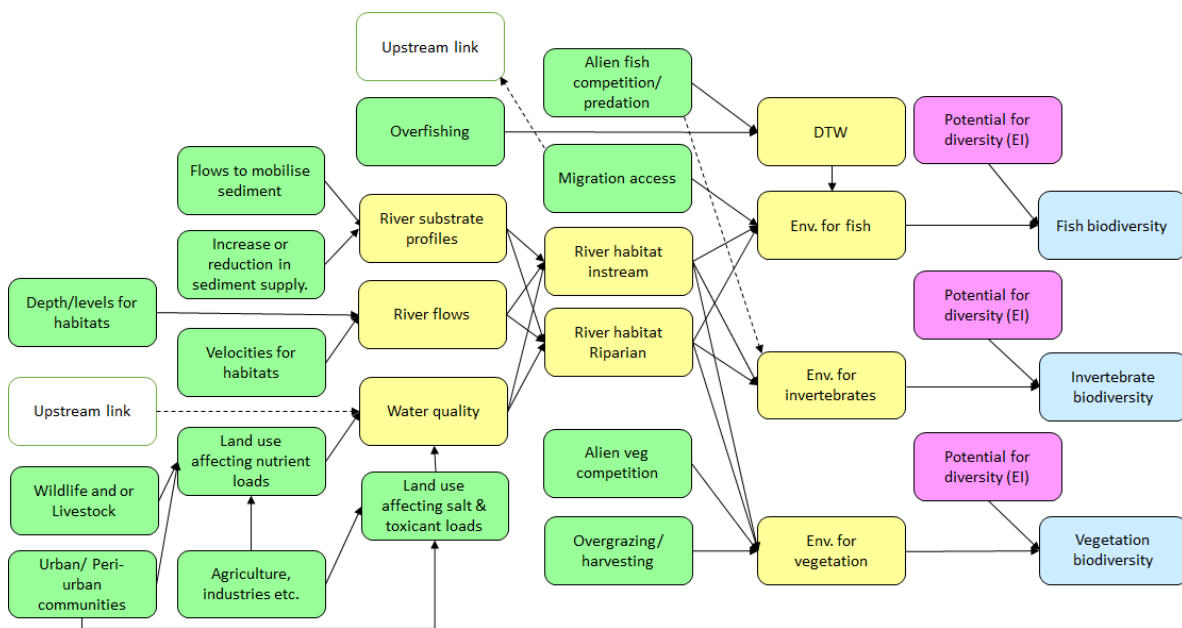 Upstream link
Alien fish
competition/
predation
Overfishing
DTW
Potential for
diversity (EI)
Flows to mobilise
sediment
Migration access
River substrate
profiles
Env. for fish
Fish biodiversity
Increase or
reduction in
sediment supply.
River habitat
instream
Depth/levels for
habitats
River flows
Potential for
diversity (EI)
Velocities for
habitats
River habitat
Riparian
Env. for
invertebrates
Invertebrate
biodiversity
Upstream link
Water quality
Land use
affecting nutrient
loads
Alien veg
competition
Potential for
diversity (EI)
Wildlife and or
Livestock
Land use
affecting salt &
toxicant loads
Urban/ Peri-
urban
communities
Agriculture,
industries etc.
Overgrazing/
harvesting
Env. for
vegetation
Vegetation
biodiversity